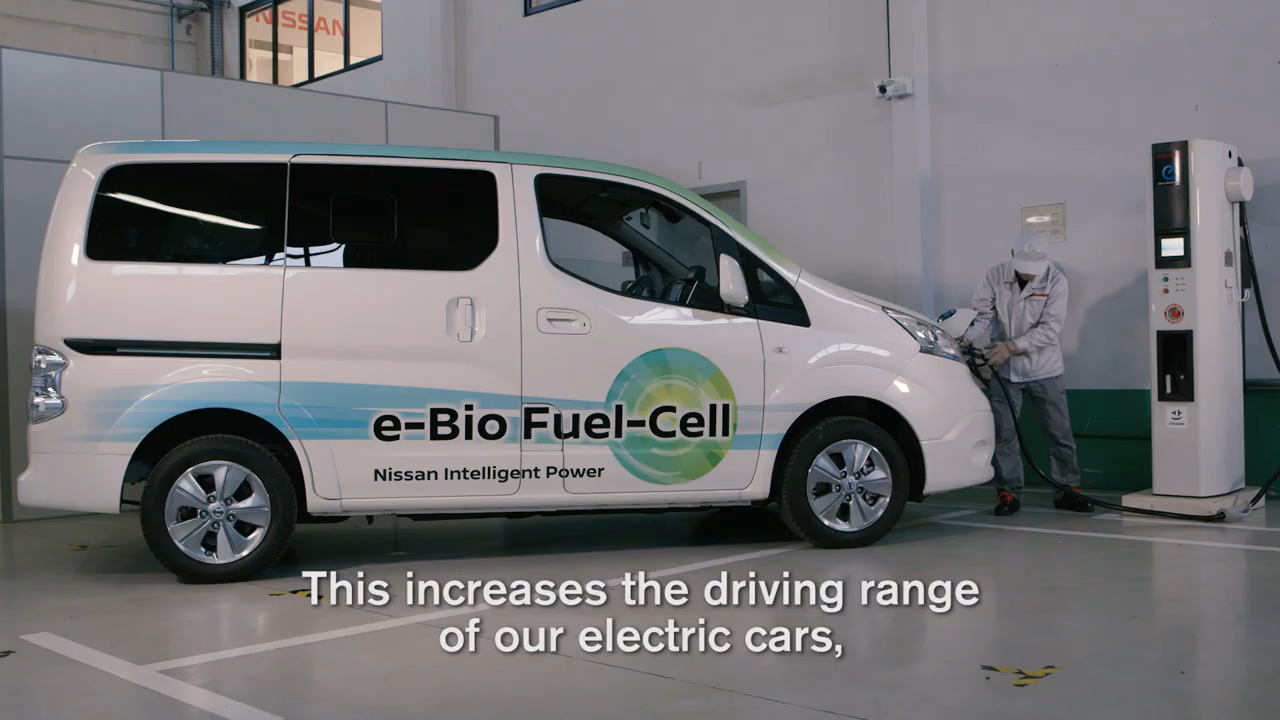 NISSAN
e-Bio Fuel-Cell
Nissan Intelligent Power
This increases the driving range
of our electric cars,